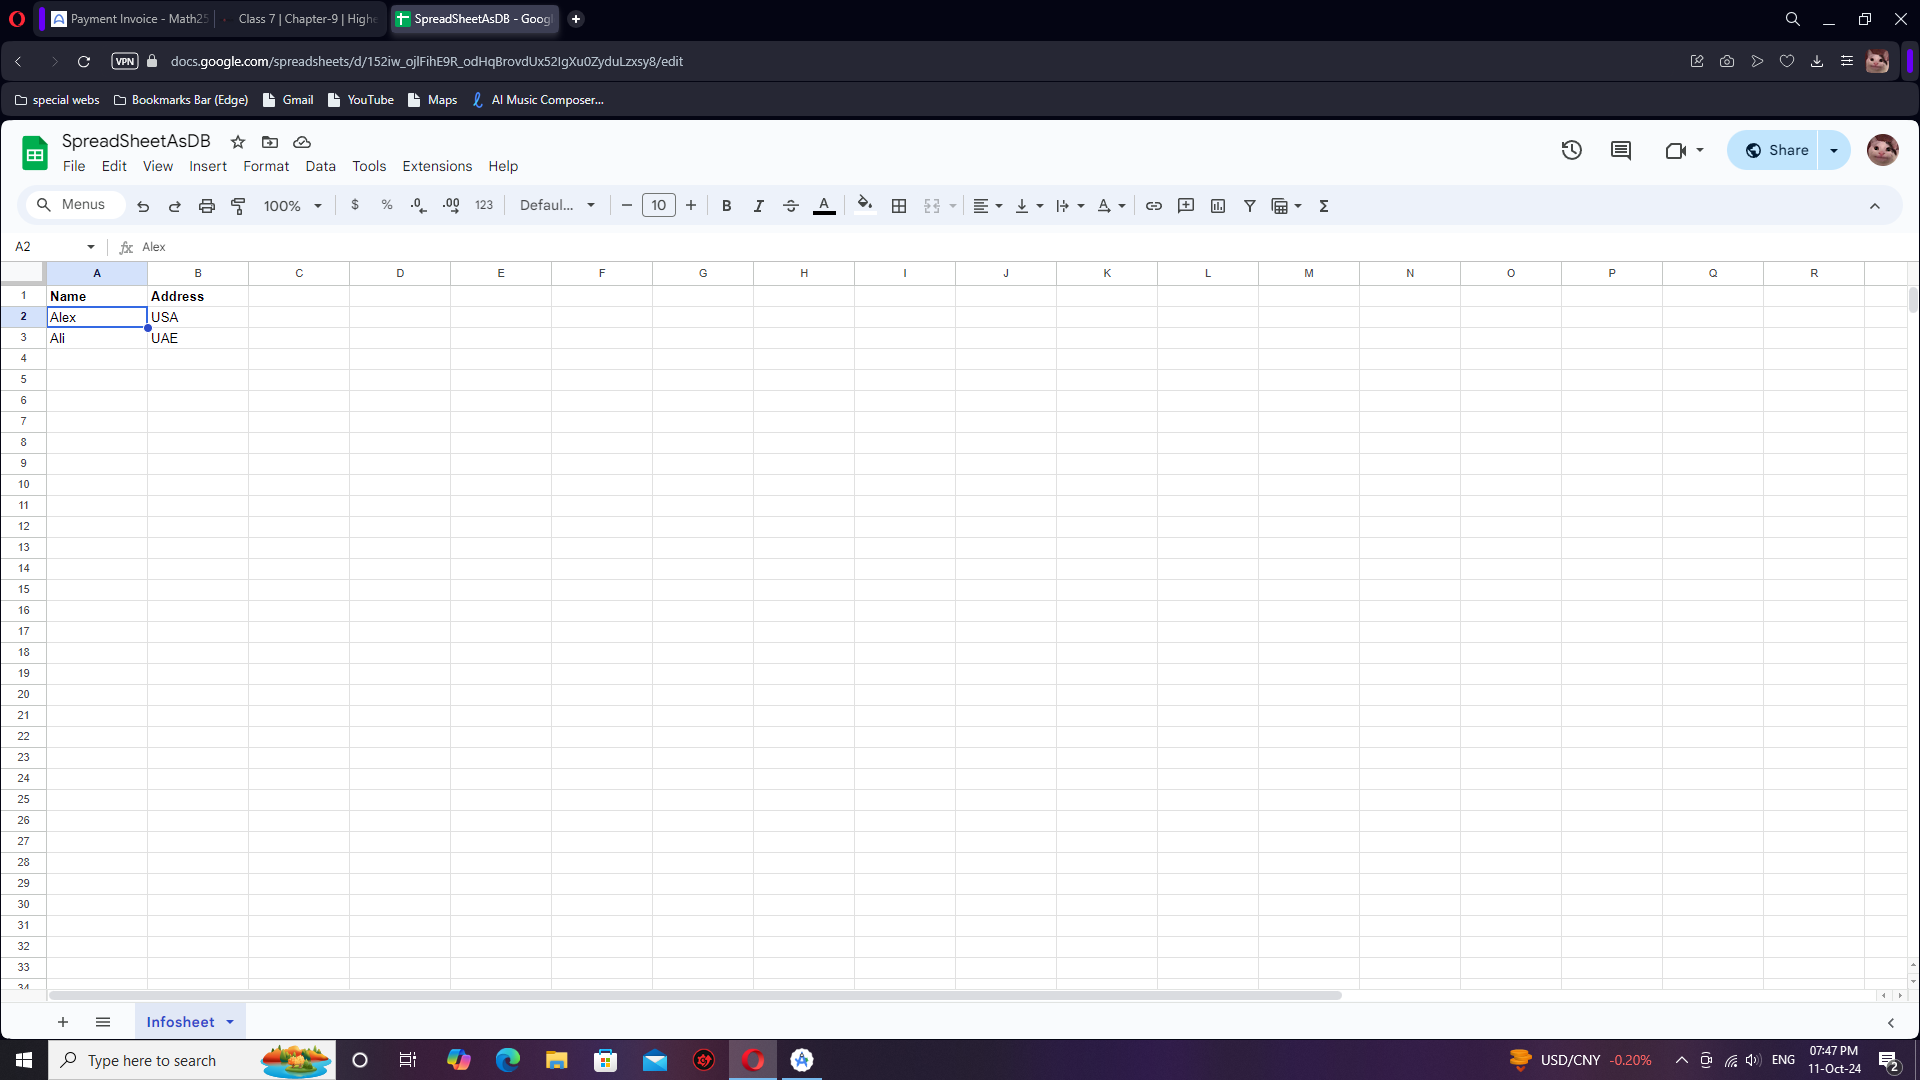 Payment Invoice - Math25
Class 7 | Chapter-9 | Highe
SpreadSheetAsDB - Googl
VPN
docs.google.com/spreadsheets/d/152iw_ojlFihE9R_odHqBrovdUx52IgXu0ZyduLzxsy8/edit
special webs
Bookmarks Bar (Edge)
Gmail
YouTube
Maps
AI Music Composer...
SpreadSheetAsDB
File Edit View Insert Format Data Tools Extensions Help
Share
Menus
100%
$ % .0 .00 123
Defaul...
10
B I A
A2
fx Alex
A B C D E F G H I J K L M N O P Q R
1 Name Address
2 Alex USA
3 Ali UAE
4
5
6
7
8
9
10
11
12
13
14
15
16
17
18
19
20
21
22
23
24
25
26
27
28
29
30
31
32
33
34
Infosheet
Type here to search
USD/CNY -0.20%
ENG
07:47 PM
11-Oct-24
2